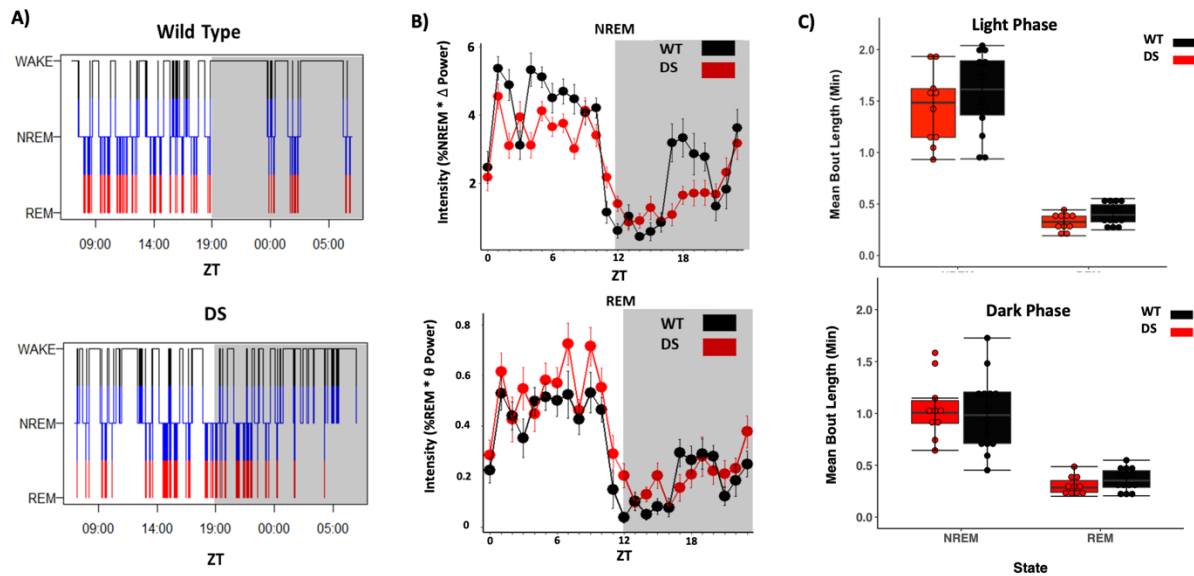 A)
Wild Type
WAKE
NREM
REM
09:00 14:00 19:00 00:00 05:00
ZT
DS
WAKE
NREM
REM
09:00 14:00 19:00 00:00 05:00
ZT
B)
NREM
WT
DS
Intensity (%NREM * Δ Power)
6
4
2
0 6 12 18
ZT
REM
WT
DS
Intensity (%REM * θ Power)
0.8
0.6
0.4
0.2
0
0 6 12 18
ZT
C)
Light Phase
WT
DS
Mean Bout Length (Min)
2.0
1.5
1.0
0.5
0.0
Dark Phase
WT
DS
Mean Bout Length (Min)
2.0
1.5
1.0
0.5
0.0
NREM REM
State